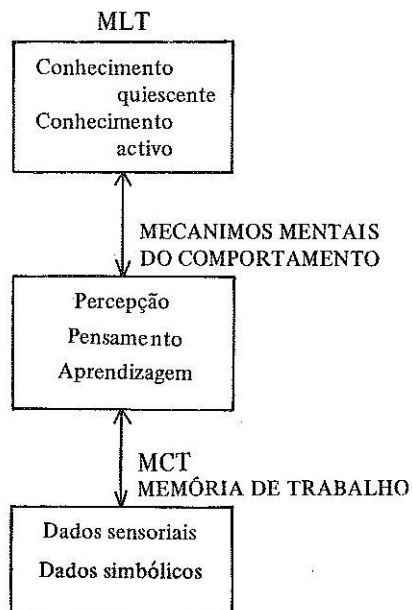 MLT
Conhecimento
quiescente
Conhecimento
activo
MECANIMOS MENTAIS
DO COMPORTAMENTO
Percepção
Pensamento
Aprendizagem
MCT
MEMÓRIA DE TRABALHO
Dados sensoriais
Dados simbólicos